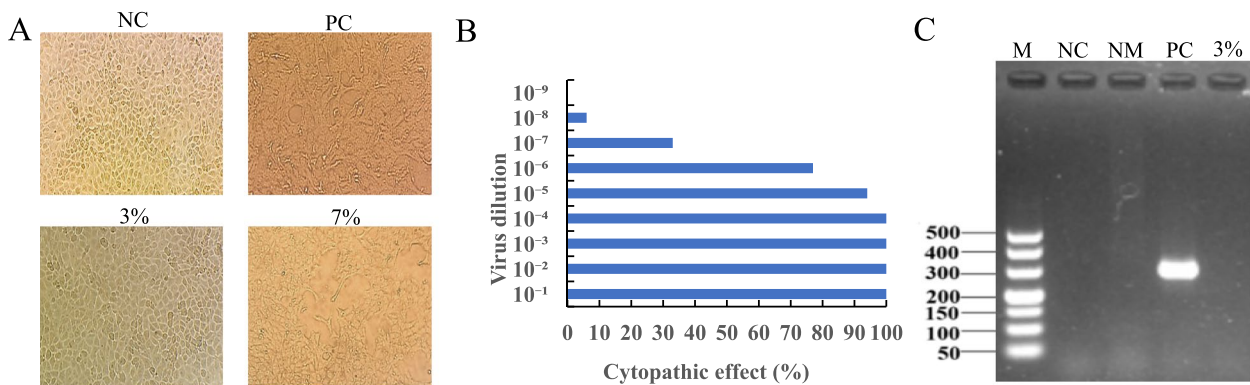 A
NC
PC
3%
7%
B
Virus dilution
10⁻⁹
10⁻⁸
10⁻⁷
10⁻⁶
10⁻⁵
10⁻⁴
10⁻³
10⁻²
10⁻¹
0 10 20 30 40 50 60 70 80 90 100
Cytopathic effect (%)
C
M NC NM PC 3%
500
400
300
200
150
100
50